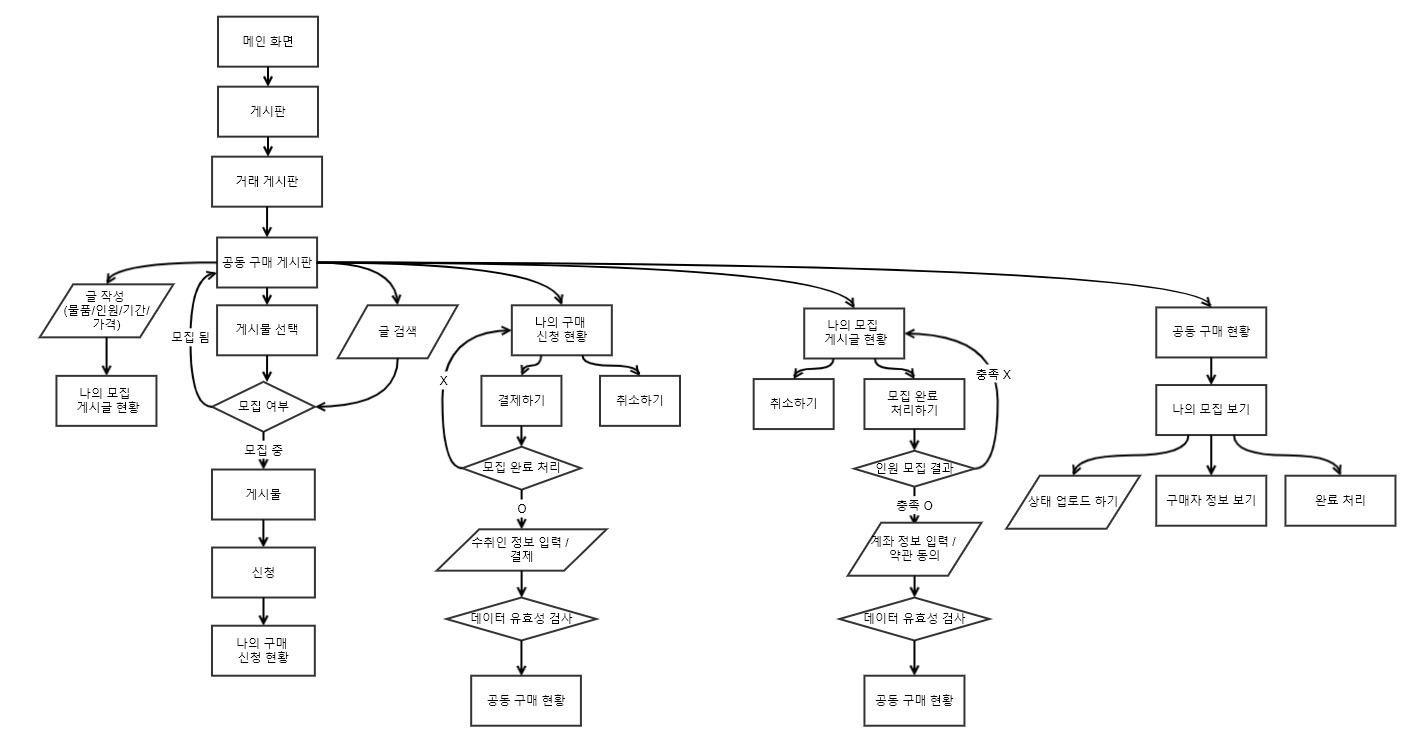 메인 화면
게시판
거래 게시판
공동 구매 게시판
글 작성
(물품/인원/기간/
가격)
나의 모집
게시글 현황
모집 됨
게시물 선택
글 검색
모집 여부
모집 중
게시물
신청
나의 구매
신청 현황
나의 구매
신청 현황
X
결제하기
취소하기
모집 완료 처리
O
수취인 정보 입력 /
결제
데이터 유효성 검사
공동 구매 현황
나의 모집
게시글 현황
충족 X
취소하기
모집 완료
처리하기
인원 모집 결과
충족 O
계좌 정보 입력 /
약관 동의
데이터 유효성 검사
공동 구매 현황
공동 구매 현황
나의 모집 보기
상태 업로드 하기
구매자 정보 보기
완료 처리